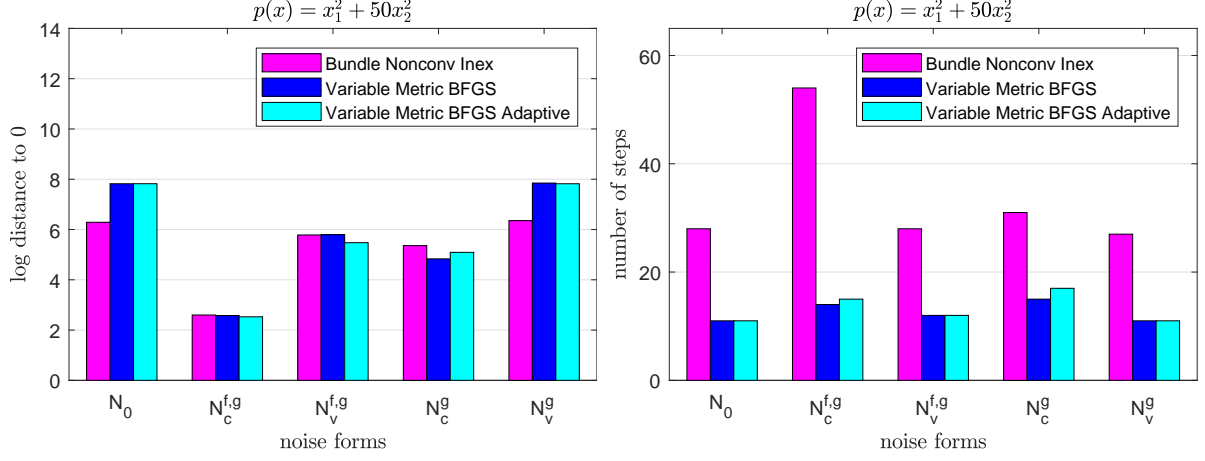 p(x) = x_1^2 + 50x_2^2
14
12
10
8
6
4
2
0
log distance to 0
Bundle Nonconv Inex
Variable Metric BFGS
Variable Metric BFGS Adaptive
N_0 N_c^{f,g} N_v^{f,g} N_c^g N_v^g
noise forms
p(x) = x_1^2 + 50x_2^2
60
40
20
0
number of steps
Bundle Nonconv Inex
Variable Metric BFGS
Variable Metric BFGS Adaptive
N_0 N_c^{f,g} N_v^{f,g} N_c^g N_v^g
noise forms